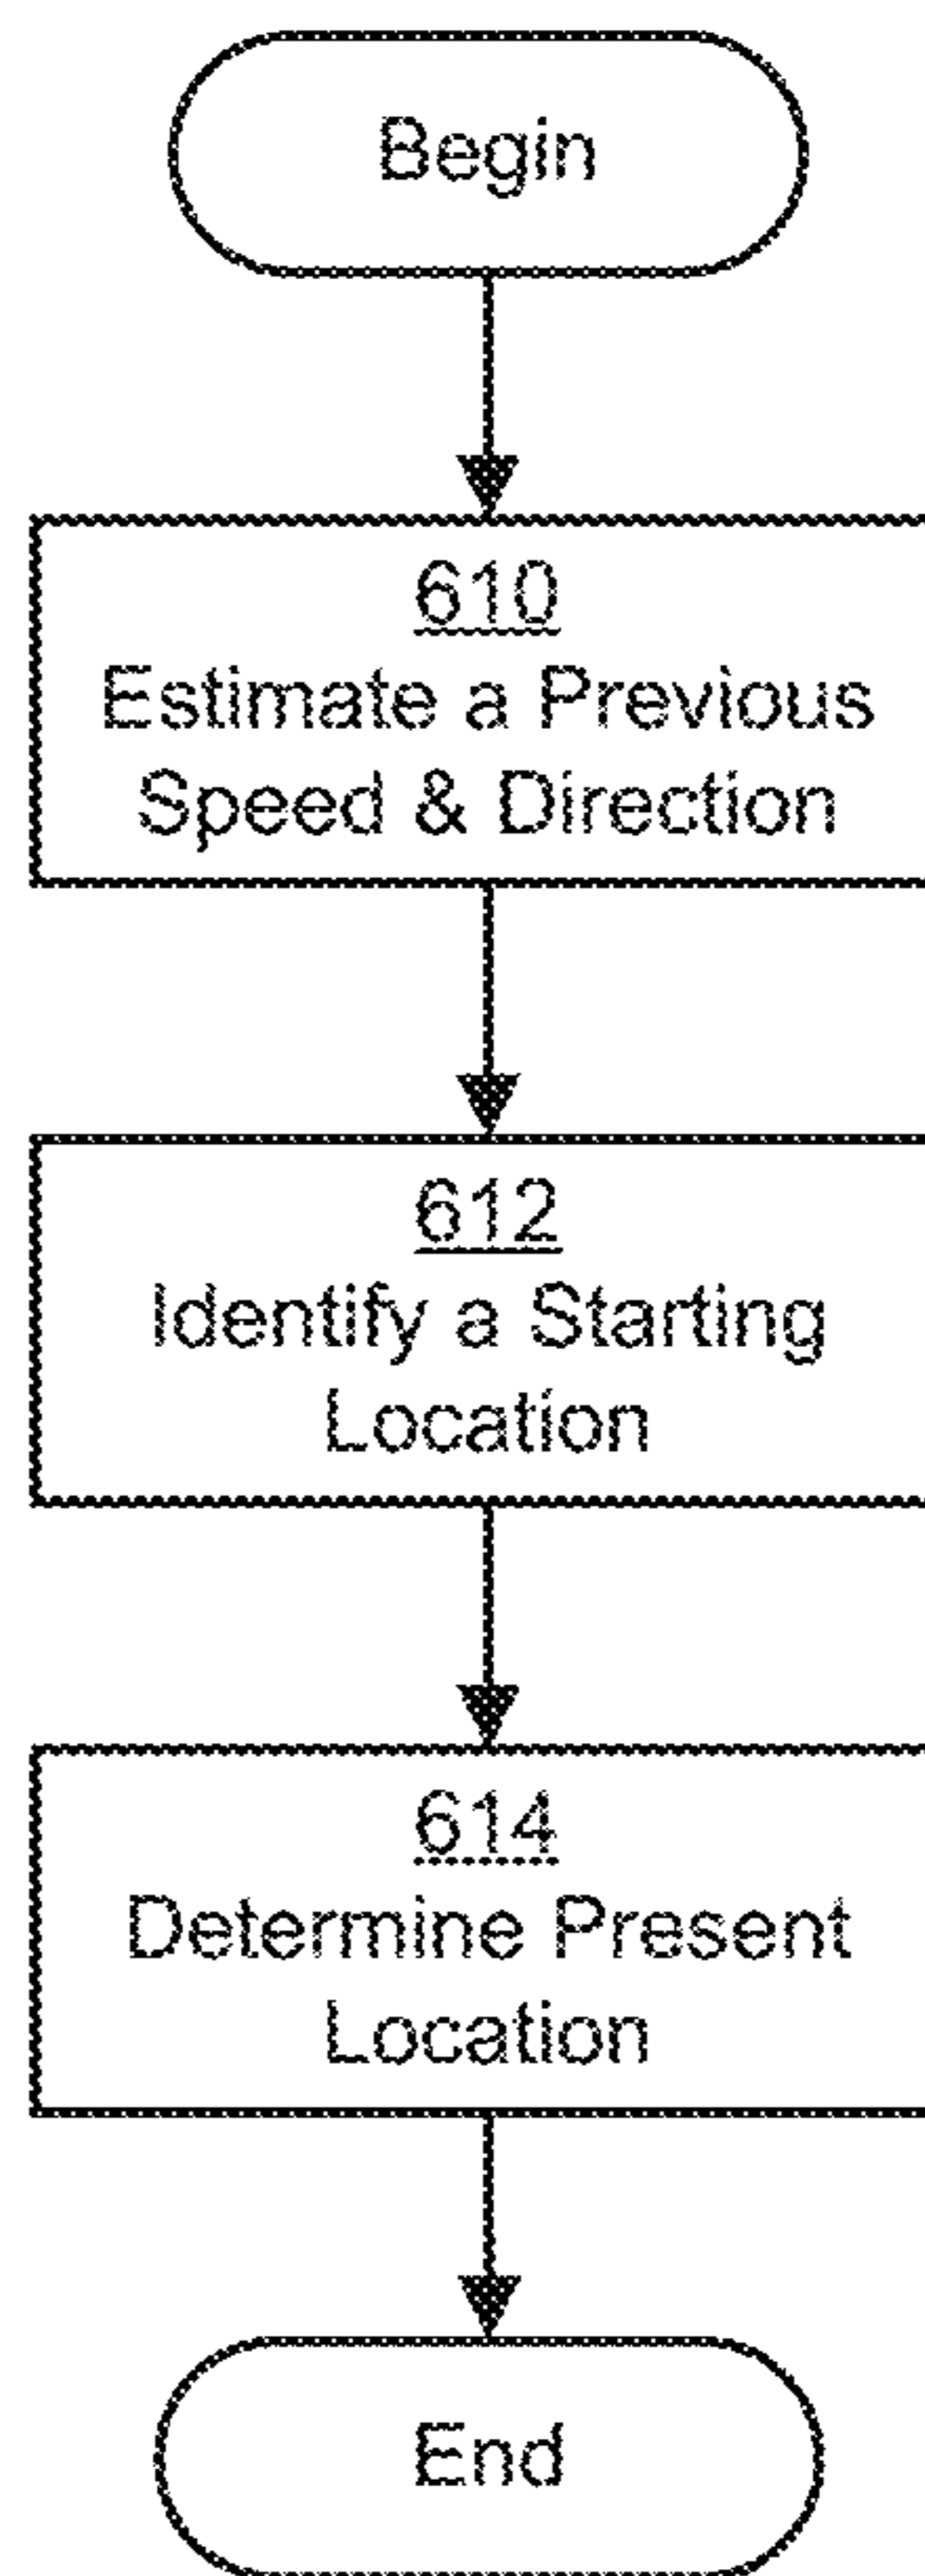 Begin
610
Estimate a Previous
Speed & Direction
612
Identify a Starting
Location
614
Determine Present
Location
End